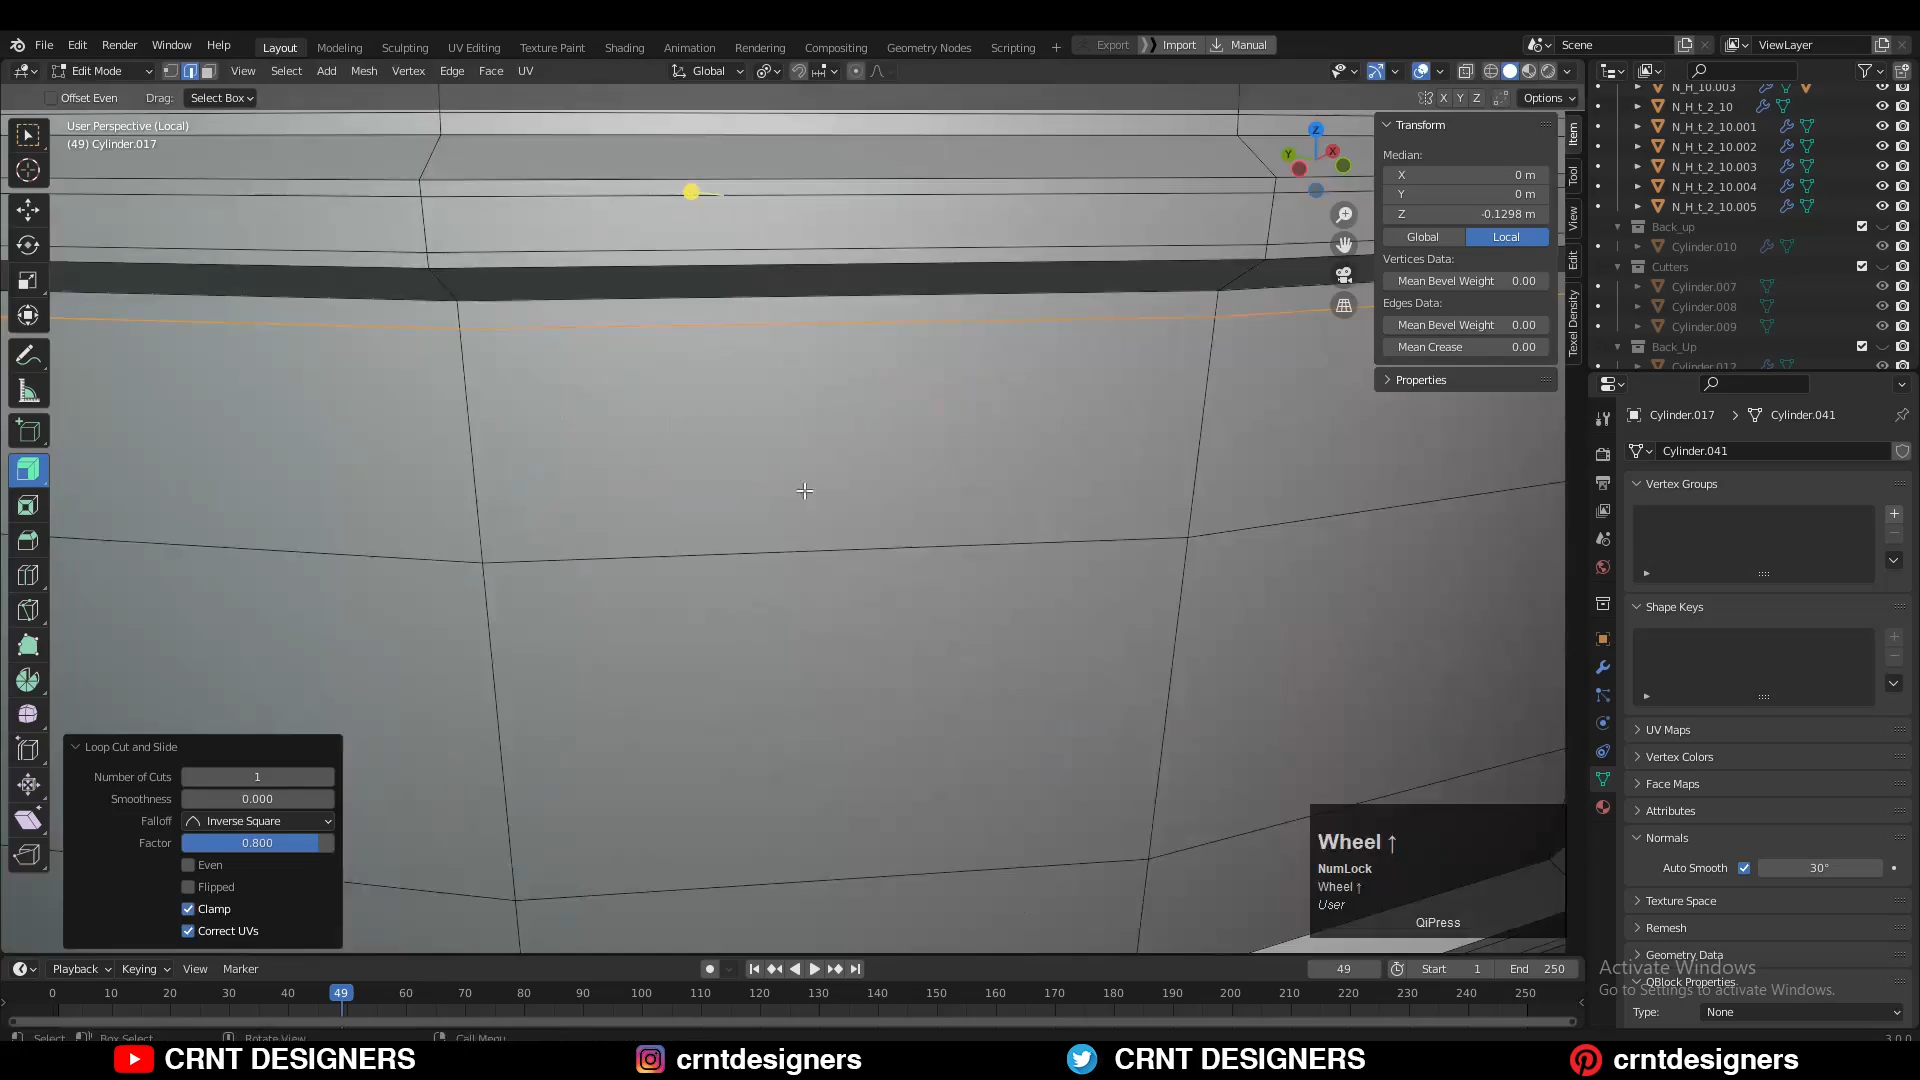 File Edit Render Window Help Layout Modeling Sculpting UV Editing Texture Paint Shading Animation Rendering Compositing Geometry Nodes Scripting + Export Import Manual Scene ViewLayer
Edit Mode View Select Add Mesh Vertex Edge Face UV Global
Offset Even Drag: Select Box X Y Z Options
User Perspective (Local)
(49) Cylinder.017
Z
Y
X
Transform
Median:
X 0 m
Y 0 m
Z -0.1298 m
Global Local
Vertices Data:
Mean Bevel Weight 0.00
Edges Data:
Mean Bevel Weight 0.00
Mean Crease 0.00
Properties
Item
Tool
View
Edit
Texel Density
N_H_10.003
N_H_t_2_10
N_H_t_2_10.001
N_H_t_2_10.002
N_H_t_2_10.003
N_H_t_2_10.004
N_H_t_2_10.005
Back_up
Cylinder.010
Cutters
Cylinder.007
Cylinder.008
Cylinder.009
Back_Up
Cylinder.012
Cylinder.017 > Cylinder.041
Cylinder.041
Vertex Groups
Shape Keys
UV Maps
Vertex Colors
Face Maps
Attributes
Normals
Auto Smooth 30°
Texture Space
Remesh
Geometry Data
QBlock Properties
Type: None
Activate Windows
Go to Settings to activate Windows.
Loop Cut and Slide
Number of Cuts 1
Smoothness 0.000
Falloff Inverse Square
Factor 0.800
Even
Flipped
Clamp
Correct UVs
Wheel ↑
NumLock
Wheel ↑
User
QiPress
Playback Keying View Marker 49 Start 1 End 250
0 10 20 30 40 49 60 70 80 90 100 110 120 130 140 150 160 170 180 190 200 210 220 230 240 250
Select Box Select Rotate View Call Menu 3.0.0
CRNT DESIGNERS crntdesigners CRNT DESIGNERS crntdesigners